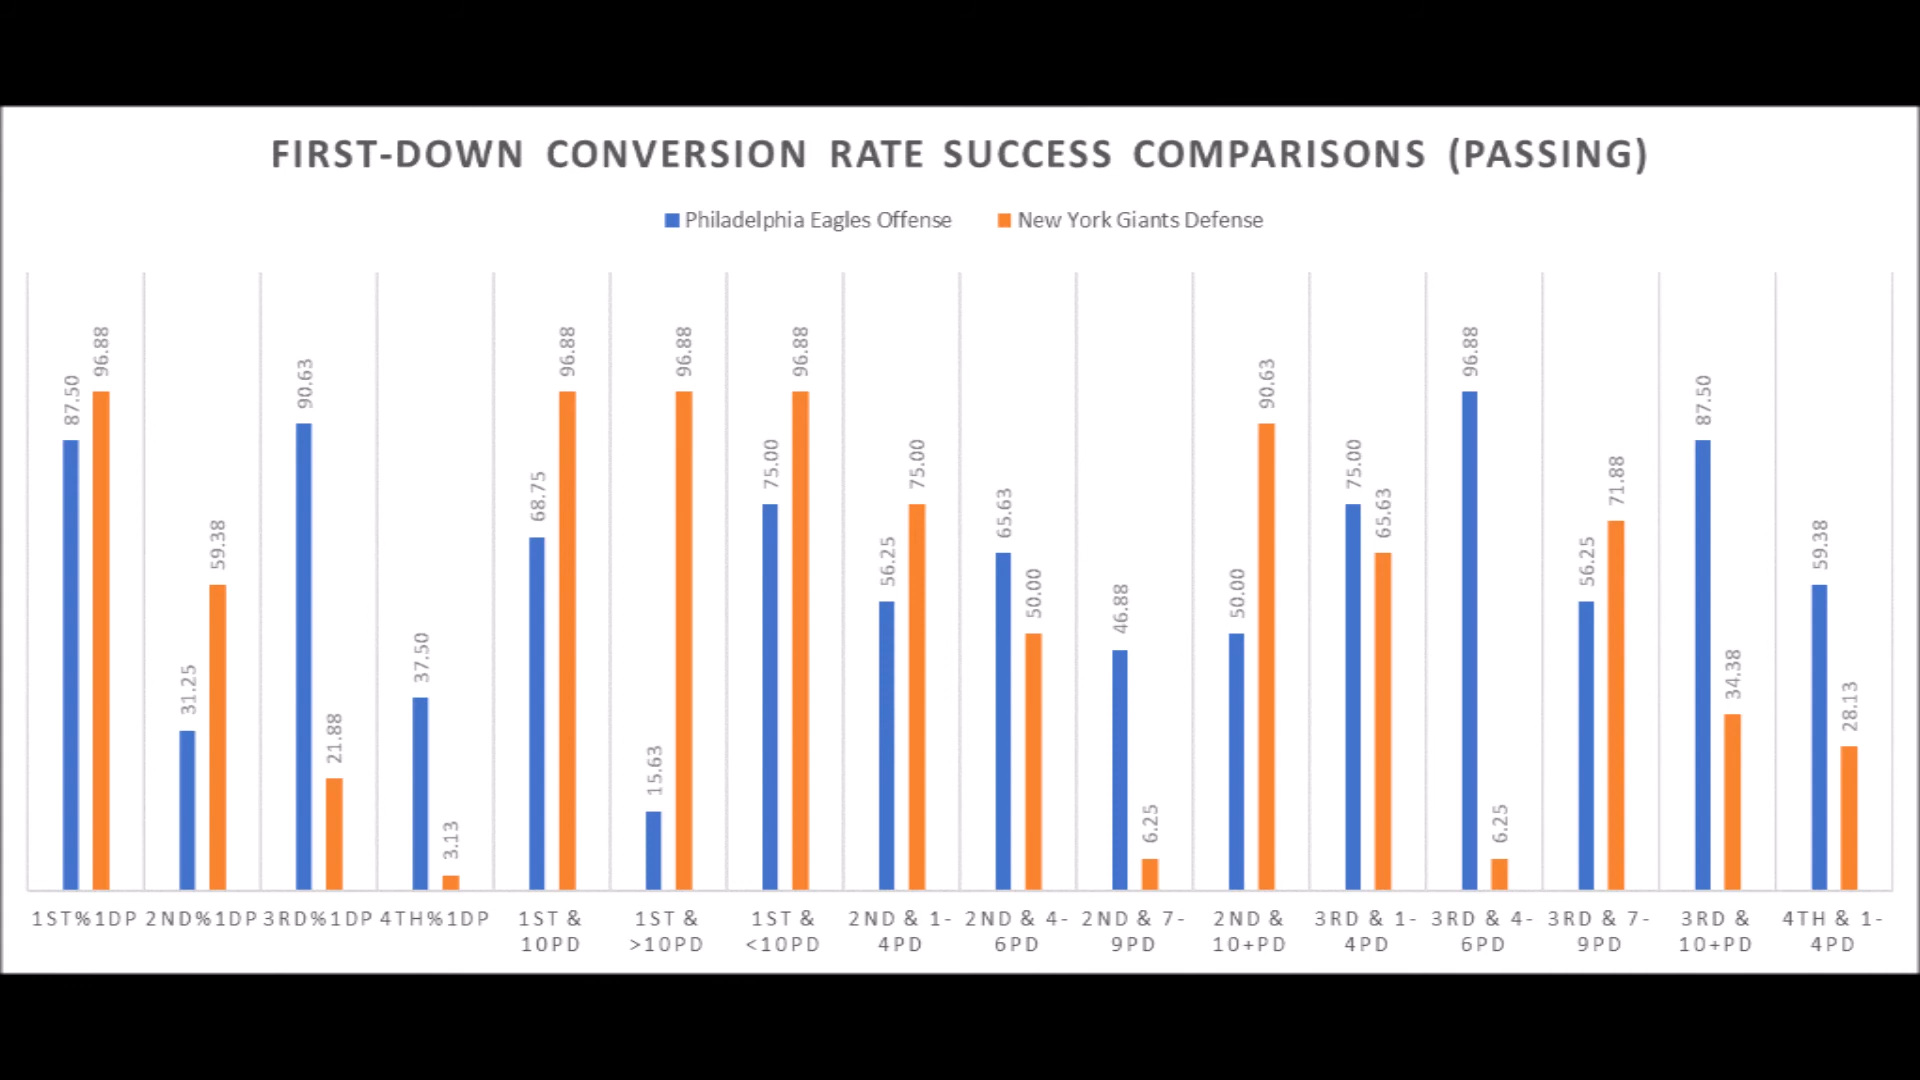 FIRST-DOWN CONVERSION RATE SUCCESS COMPARISONS (PASSING)
Philadelphia Eagles Offense
New York Giants Defense
87.50
96.88
31.25
59.38
90.63
21.88
37.50
3.13
68.75
96.88
15.63
96.88
75.00
96.88
56.25
75.00
65.63
50.00
46.88
6.25
50.00
90.63
75.00
65.63
96.88
6.25
56.25
71.88
87.50
34.38
59.38
28.13
1ST%1DP
2ND%1DP
3RD%1DP
4TH%1DP
1ST &
10PD
1ST &
>10PD
1ST &
<10PD
2ND & 1-
4PD
2ND & 4-
6PD
2ND & 7-
9PD
2ND &
10+PD
3RD & 1-
4PD
3RD & 4-
6PD
3RD & 7-
9PD
3RD &
10+PD
4TH & 1-
4PD